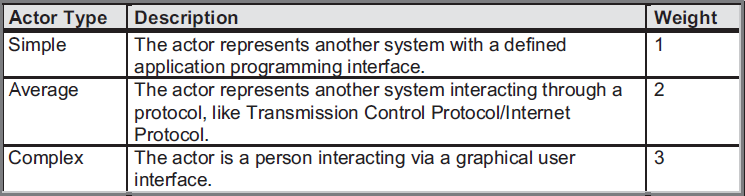 Actor Type Description Weight
Simple The actor represents another system with a defined 1
application programming interface.
Average The actor represents another system interacting through a 2
protocol, like Transmission Control Protocol/Internet
Protocol.
Complex The actor is a person interacting via a graphical user 3
interface.